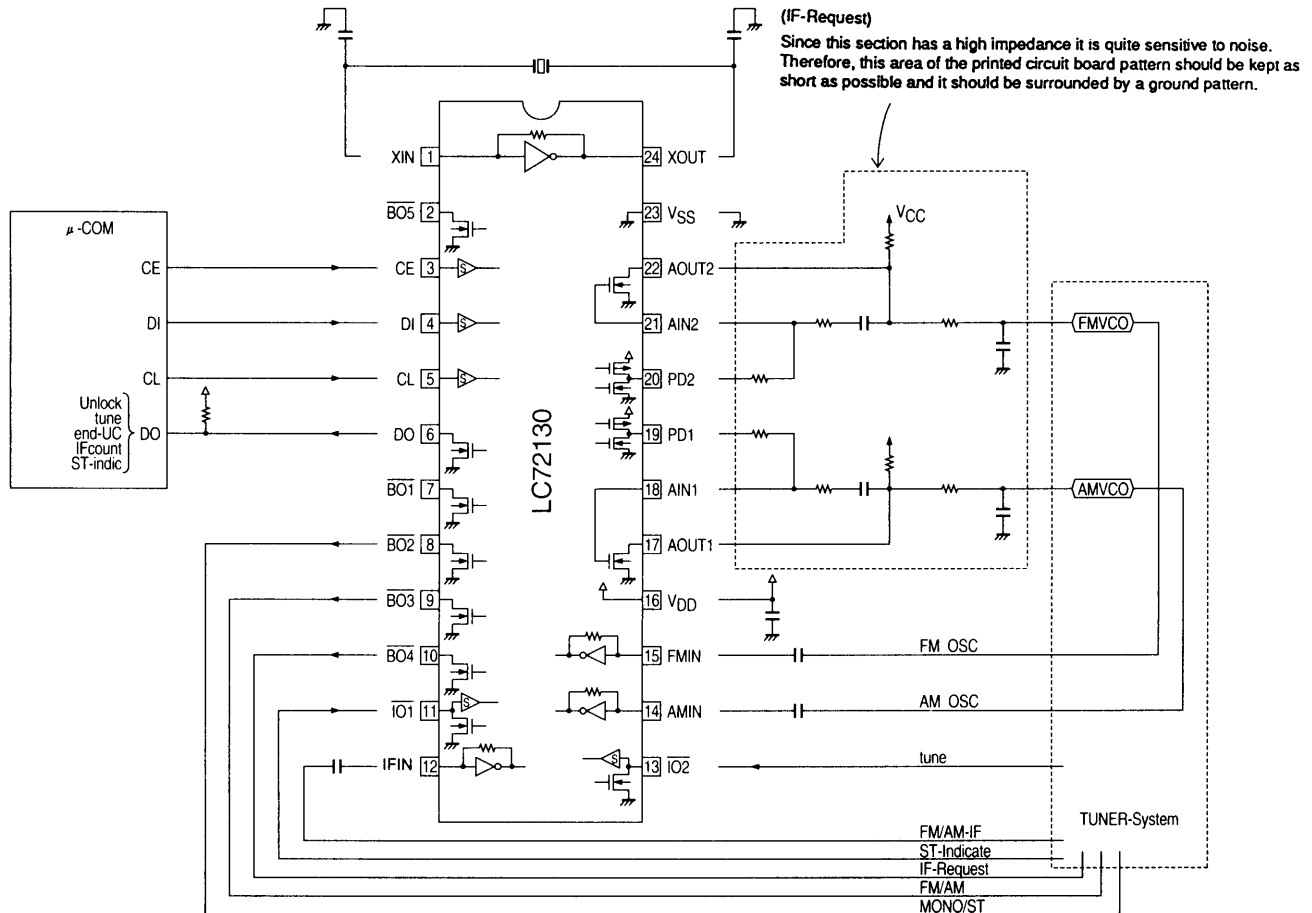 (IF-Request)
Since this section has a high impedance it is quite sensitive to noise.
Therefore, this area of the printed circuit board pattern should be kept as
short as possible and it should be surrounded by a ground pattern.
XIN 1
24 XOUT
BO5 2
23 VSS
VCC
μ-COM
CE
CE 3 S
22 AOUT2
DI
DI 4 S
21 AIN2
FMVCO
CL
CL 5 S
20 PD2
Unlock
tune
end-UC
IFcount
ST-indic
DO
DO 6
19 PD1
LC72130
BO1 7
18 AIN1
AMVCO
BO2 8
17 AOUT1
BO3 9
16 VDD
BO4 10
15 FMIN
FM OSC
IO1 11 S
14 AMIN
AM OSC
IFIN 12
S 13 IO2
tune
TUNER-System
FM/AM-IF
ST-Indicate
IF-Request
FM/AM
MONO/ST